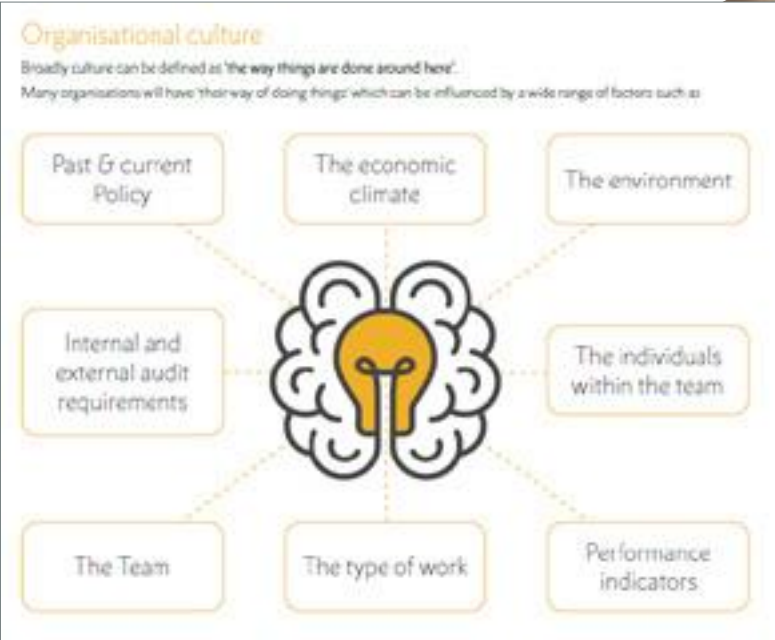 Organisational culture
Broadly culture can be defined as 'the way things are done around here'.
Many organisations will have 'their way of doing things' which can be influenced by a wide range of factors such as
Past & current
Policy
The economic
climate
The environment
Internal and
external audit
requirements
The individuals
within the team
The Team
The type of work
Performance
indicators